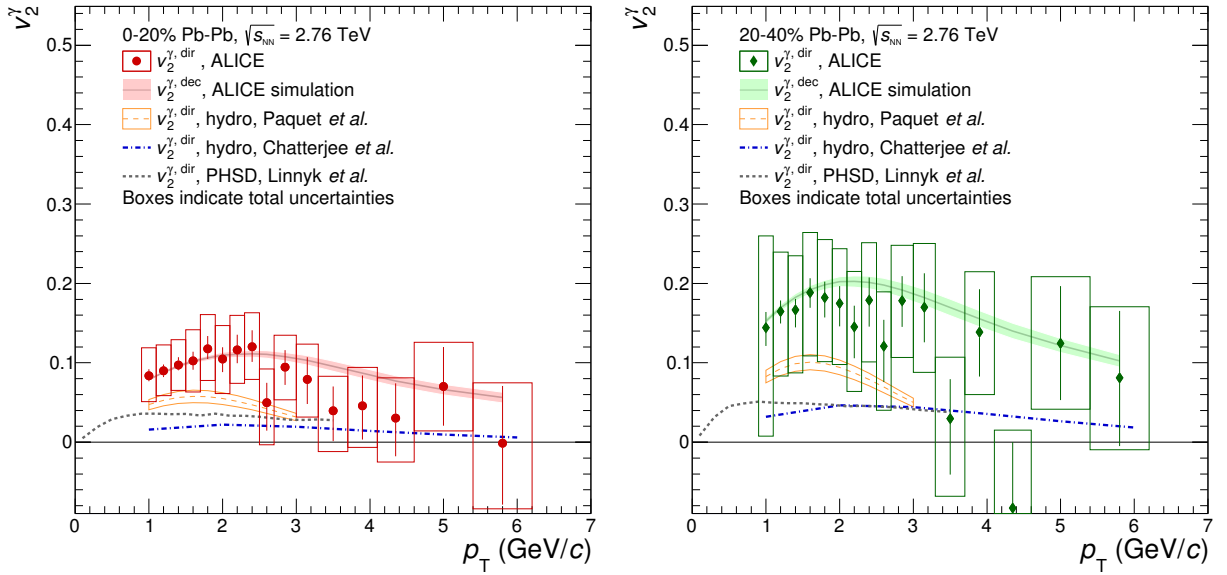 v₂^γ
0.5
0.4
0.3
0.2
0.1
0
0-20% Pb-Pb, √s_NN = 2.76 TeV
v₂^γ, dir , ALICE
v₂^γ, dec, ALICE simulation
v₂^γ, dir, hydro, Paquet et al.
v₂^γ, dir, hydro, Chatterjee et al.
v₂^γ, dir, PHSD, Linnyk et al.
Boxes indicate total uncertainties
0 1 2 3 4 5 6 7
p_T (GeV/c)
v₂^γ
0.5
0.4
0.3
0.2
0.1
0
20-40% Pb-Pb, √s_NN = 2.76 TeV
v₂^γ, dir , ALICE
v₂^γ, dec, ALICE simulation
v₂^γ, dir, hydro, Paquet et al.
v₂^γ, dir, hydro, Chatterjee et al.
v₂^γ, dir, PHSD, Linnyk et al.
Boxes indicate total uncertainties
0 1 2 3 4 5 6 7
p_T (GeV/c)